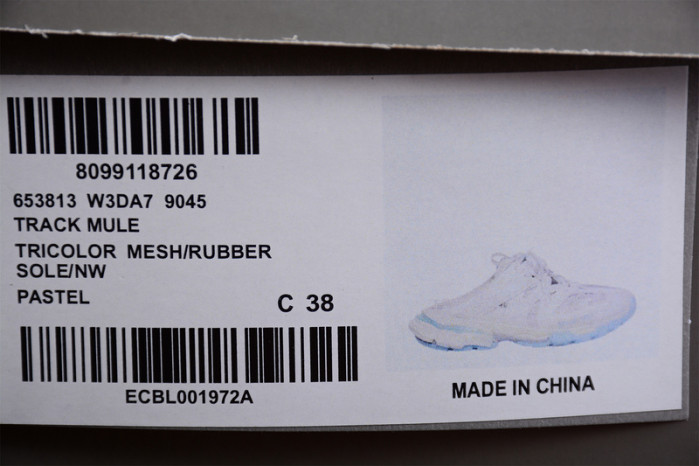 8099118726
653813 W3DA7 9045
TRACK MULE
TRICOLOR MESH/RUBBER
SOLE/NW
PASTEL
C 38
ECBL001972A
MADE IN CHINA